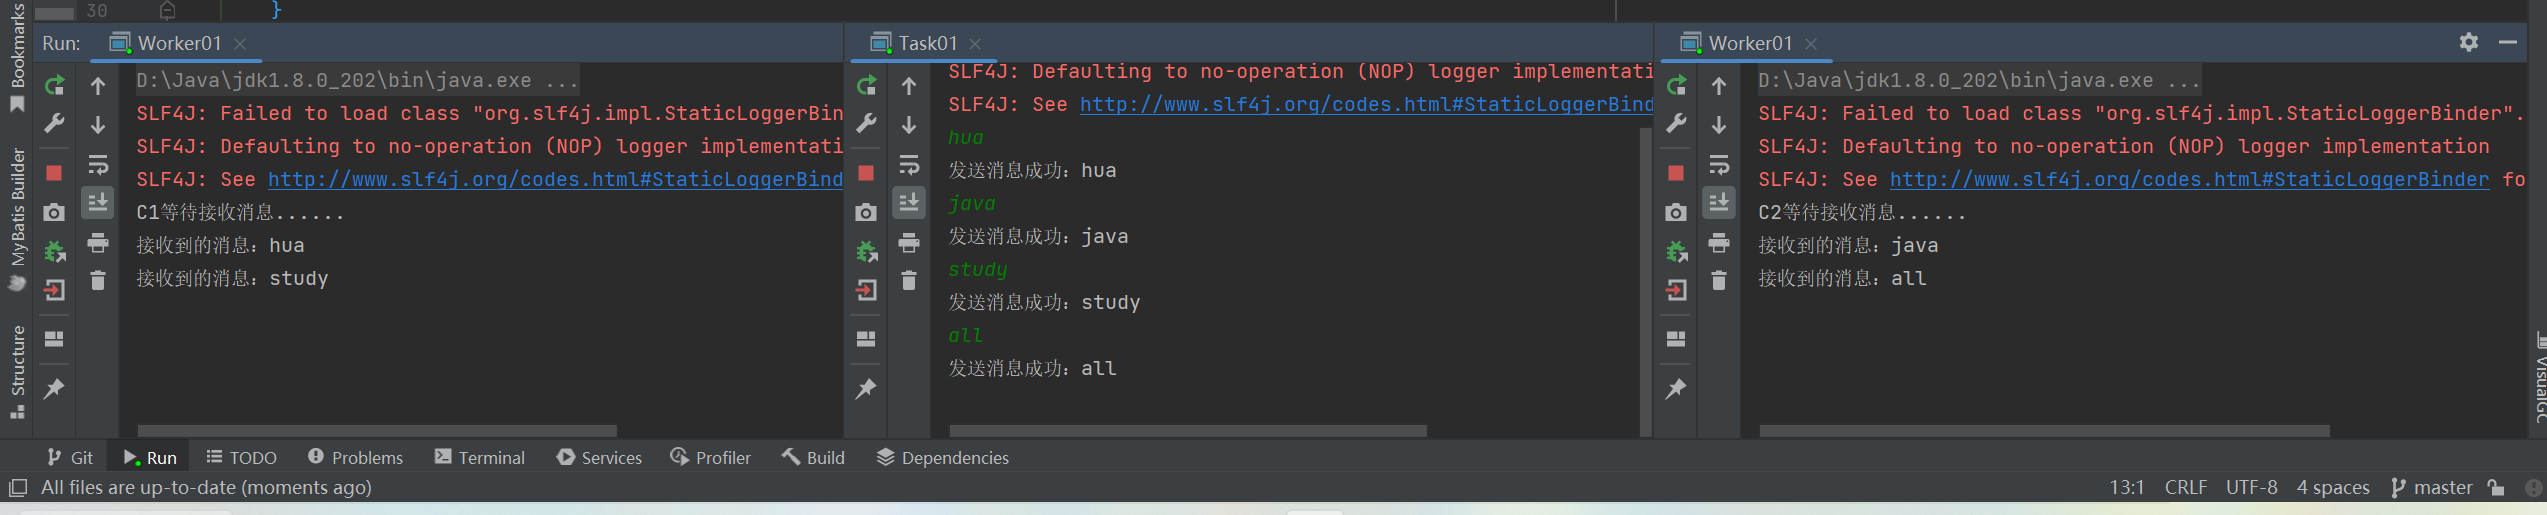 30
}
Bookmarks
MyBatis Builder
Structure
Run:
Worker01
D:\Java\jdk1.8.0_202\bin\java.exe ...
SLF4J: Failed to load class "org.slf4j.impl.StaticLoggerBin
SLF4J: Defaulting to no-operation (NOP) logger implementati
SLF4J: See http://www.slf4j.org/codes.html#StaticLoggerBind
C1等待接收消息......
接收到的消息：hua
接收到的消息：study
Task01
SLF4J: Defaulting to no-operation (NOP) logger implementati
SLF4J: See http://www.slf4j.org/codes.html#StaticLoggerBind
hua
发送消息成功：hua
java
发送消息成功：java
study
发送消息成功：study
all
发送消息成功：all
Worker01
D:\Java\jdk1.8.0_202\bin\java.exe ...
SLF4J: Failed to load class "org.slf4j.impl.StaticLoggerBinder".
SLF4J: Defaulting to no-operation (NOP) logger implementation
SLF4J: See http://www.slf4j.org/codes.html#StaticLoggerBinder fo
C2等待接收消息......
接收到的消息：java
接收到的消息：all
VisualGC
Git Run TODO Problems Terminal Services Profiler Build Dependencies
All files are up-to-date (moments ago)
13:1 CRLF UTF-8 4 spaces master